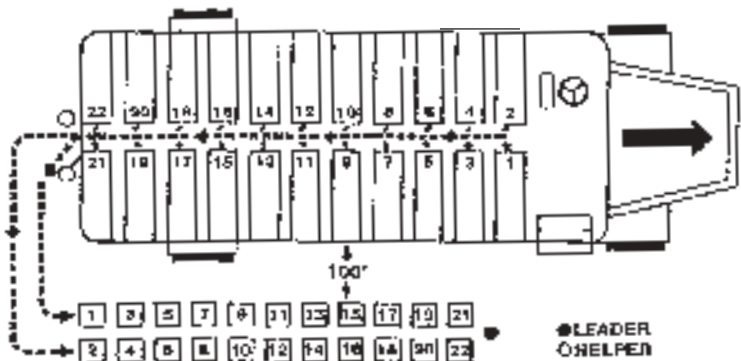 22 20 18 16 14 12 10 8 6 4 2
21 19 17 15 13 11 9 7 5 3 1
100'
1 3 5 7 9 11 13 15 17 19 21
2 4 6 8 10 12 14 16 18 20 22
LEADER
HELPER